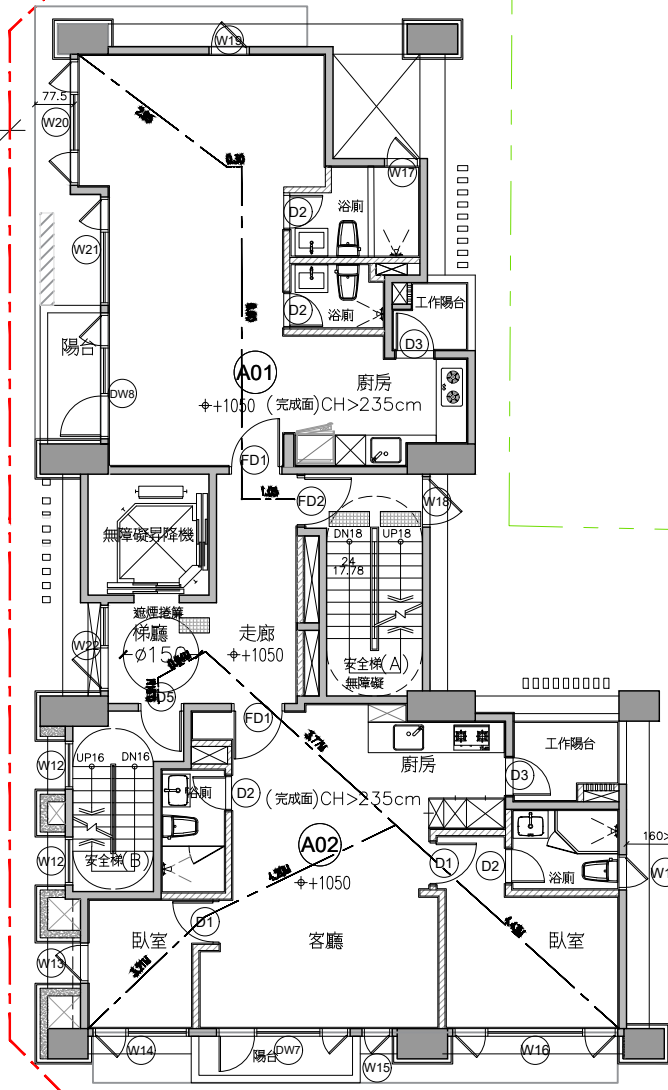 W19
77.5
W20
W17
D2
浴廁
W21
D2
浴廁
工作陽台
陽台
D3
A01
廚房
DW8
+1050 (完成面)CH>235cm
FD1
FD2
W18
DN18
UP18
無障礙昇降機
24
17.78
遮煙捲簾
梯廳
走廊
W22
ø150
+1050
安全梯(A)
無障礙
D5
FD1
工作陽台
廚房
W12
UP16
DN16
浴廁
D2
D3
(完成面)CH>235cm
安全梯(B)
W12
A02
D1
D2
浴廁
160>
W1
+1050
D1
臥室
客廳
臥室
W13
W14
陽台
DW7
W15
W16